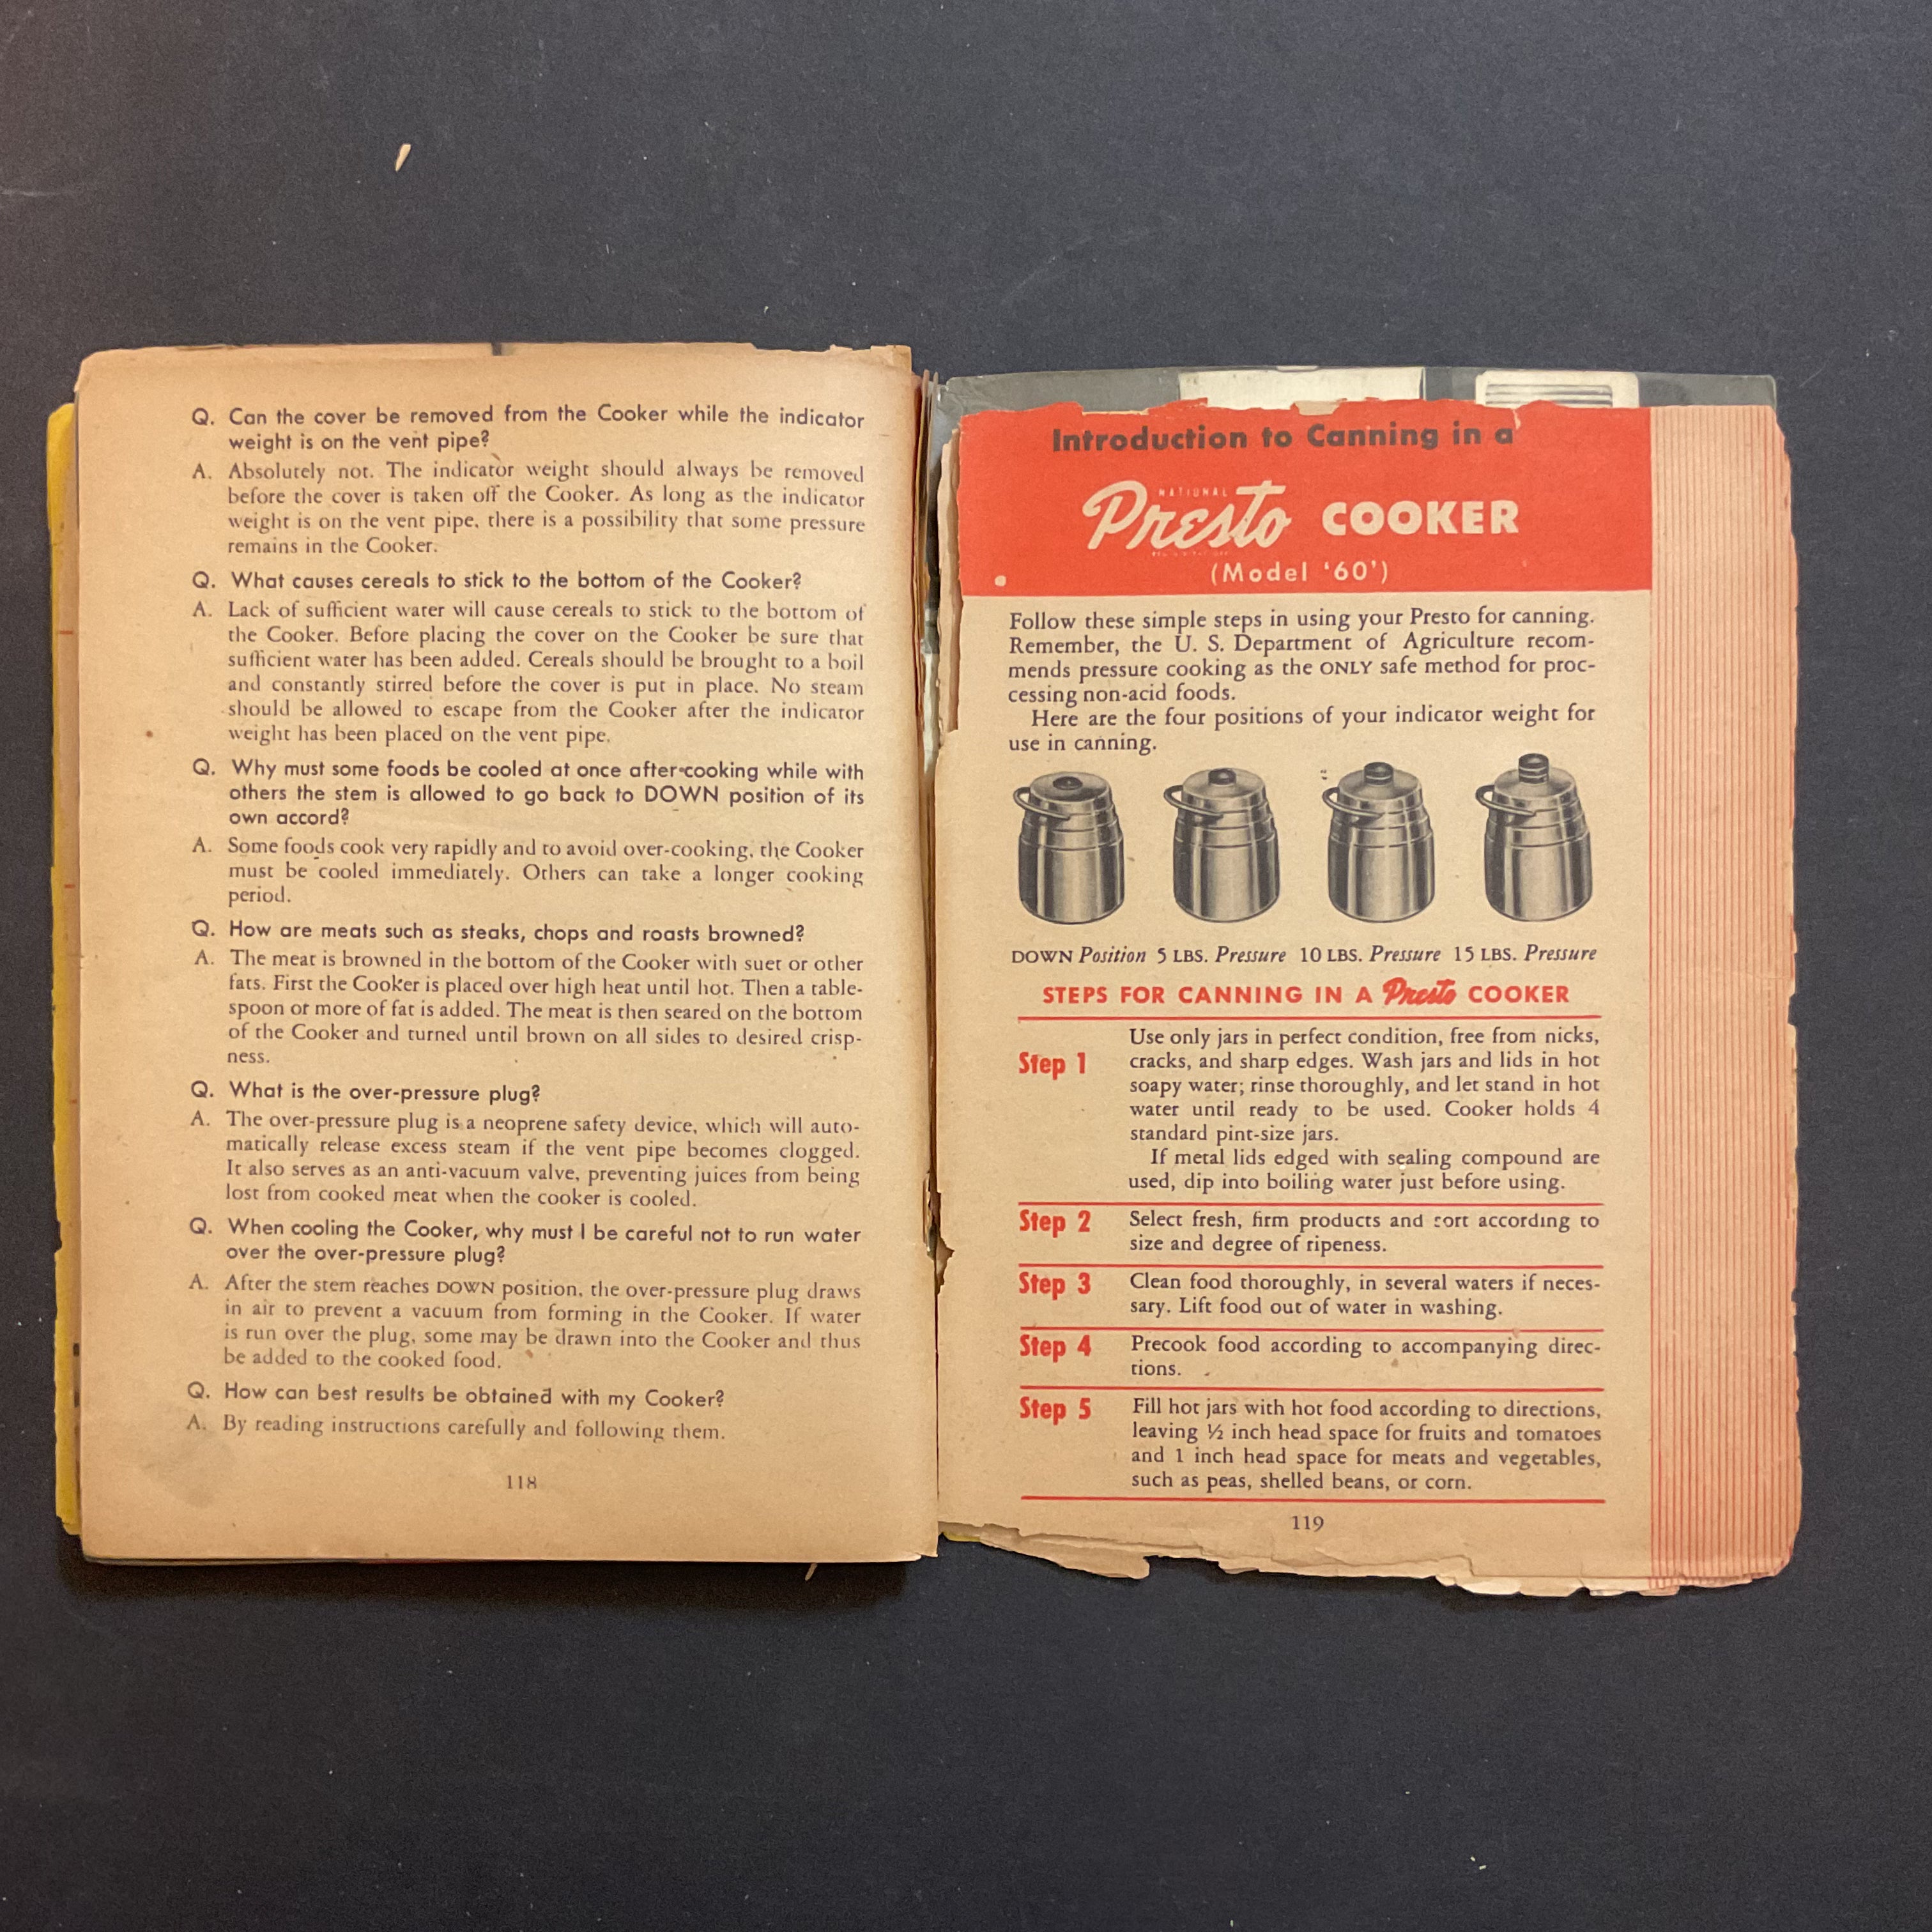 Q. Can the cover be removed from the Cooker while the indicator
weight is on the vent pipe?
A. Absolutely not. The indicator weight should always be removed
before the cover is taken off the Cooker. As long as the indicator
weight is on the vent pipe, there is a possibility that some pressure
remains in the Cooker.
Q. What causes cereals to stick to the bottom of the Cooker?
A. Lack of sufficient water will cause cereals to stick to the bottom of
the Cooker. Before placing the cover on the Cooker be sure that
sufficient water has been added. Cereals should be brought to a boil
and constantly stirred before the cover is put in place. No steam
should be allowed to escape from the Cooker after the indicator
weight has been placed on the vent pipe.
Q. Why must some foods be cooled at once after cooking while with
others the stem is allowed to go back to DOWN position of its
own accord?
A. Some foods cook very rapidly and to avoid over-cooking, the Cooker
must be cooled immediately. Others can take a longer cooking
period.
Q. How are meats such as steaks, chops and roasts browned?
A. The meat is browned in the bottom of the Cooker with suet or other
fats. First the Cooker is placed over high heat until hot. Then a table-
spoon or more of fat is added. The meat is then seared on the bottom
of the Cooker and turned until brown on all sides to desired crisp-
ness.
Q. What is the over-pressure plug?
A. The over-pressure plug is a neoprene safety device, which will auto-
matically release excess steam if the vent pipe becomes clogged.
It also serves as an anti-vacuum valve, preventing juices from being
lost from cooked meat when the cooker is cooled.
Q. When cooling the Cooker, why must I be careful not to run water
over the over-pressure plug?
A. After the stem reaches DOWN position, the over-pressure plug draws
in air to prevent a vacuum from forming in the Cooker. If water
is run over the plug, some may be drawn into the Cooker and thus
be added to the cooked food.
Q. How can best results be obtained with my Cooker?
A. By reading instructions carefully and following them.
118
Introduction to Canning in a
NATIONAL
Presto COOKER
(Model '60')
Follow these simple steps in using your Presto for canning.
Remember, the U. S. Department of Agriculture recom-
mends pressure cooking as the ONLY safe method for proc-
cessing non-acid foods.
Here are the four positions of your indicator weight for
use in canning.
DOWN Position 5 LBS. Pressure 10 LBS. Pressure 15 LBS. Pressure
STEPS FOR CANNING IN A Presto COOKER
Step 1 Use only jars in perfect condition, free from nicks,
cracks, and sharp edges. Wash jars and lids in hot
soapy water; rinse thoroughly, and let stand in hot
water until ready to be used. Cooker holds 4
standard pint-size jars.
If metal lids edged with sealing compound are
used, dip into boiling water just before using.
Step 2 Select fresh, firm products and sort according to
size and degree of ripeness.
Step 3 Clean food thoroughly, in several waters if neces-
sary. Lift food out of water in washing.
Step 4 Precook food according to accompanying direc-
tions.
Step 5 Fill hot jars with hot food according to directions,
leaving ½ inch head space for fruits and tomatoes
and 1 inch head space for meats and vegetables,
such as peas, shelled beans, or corn.
119